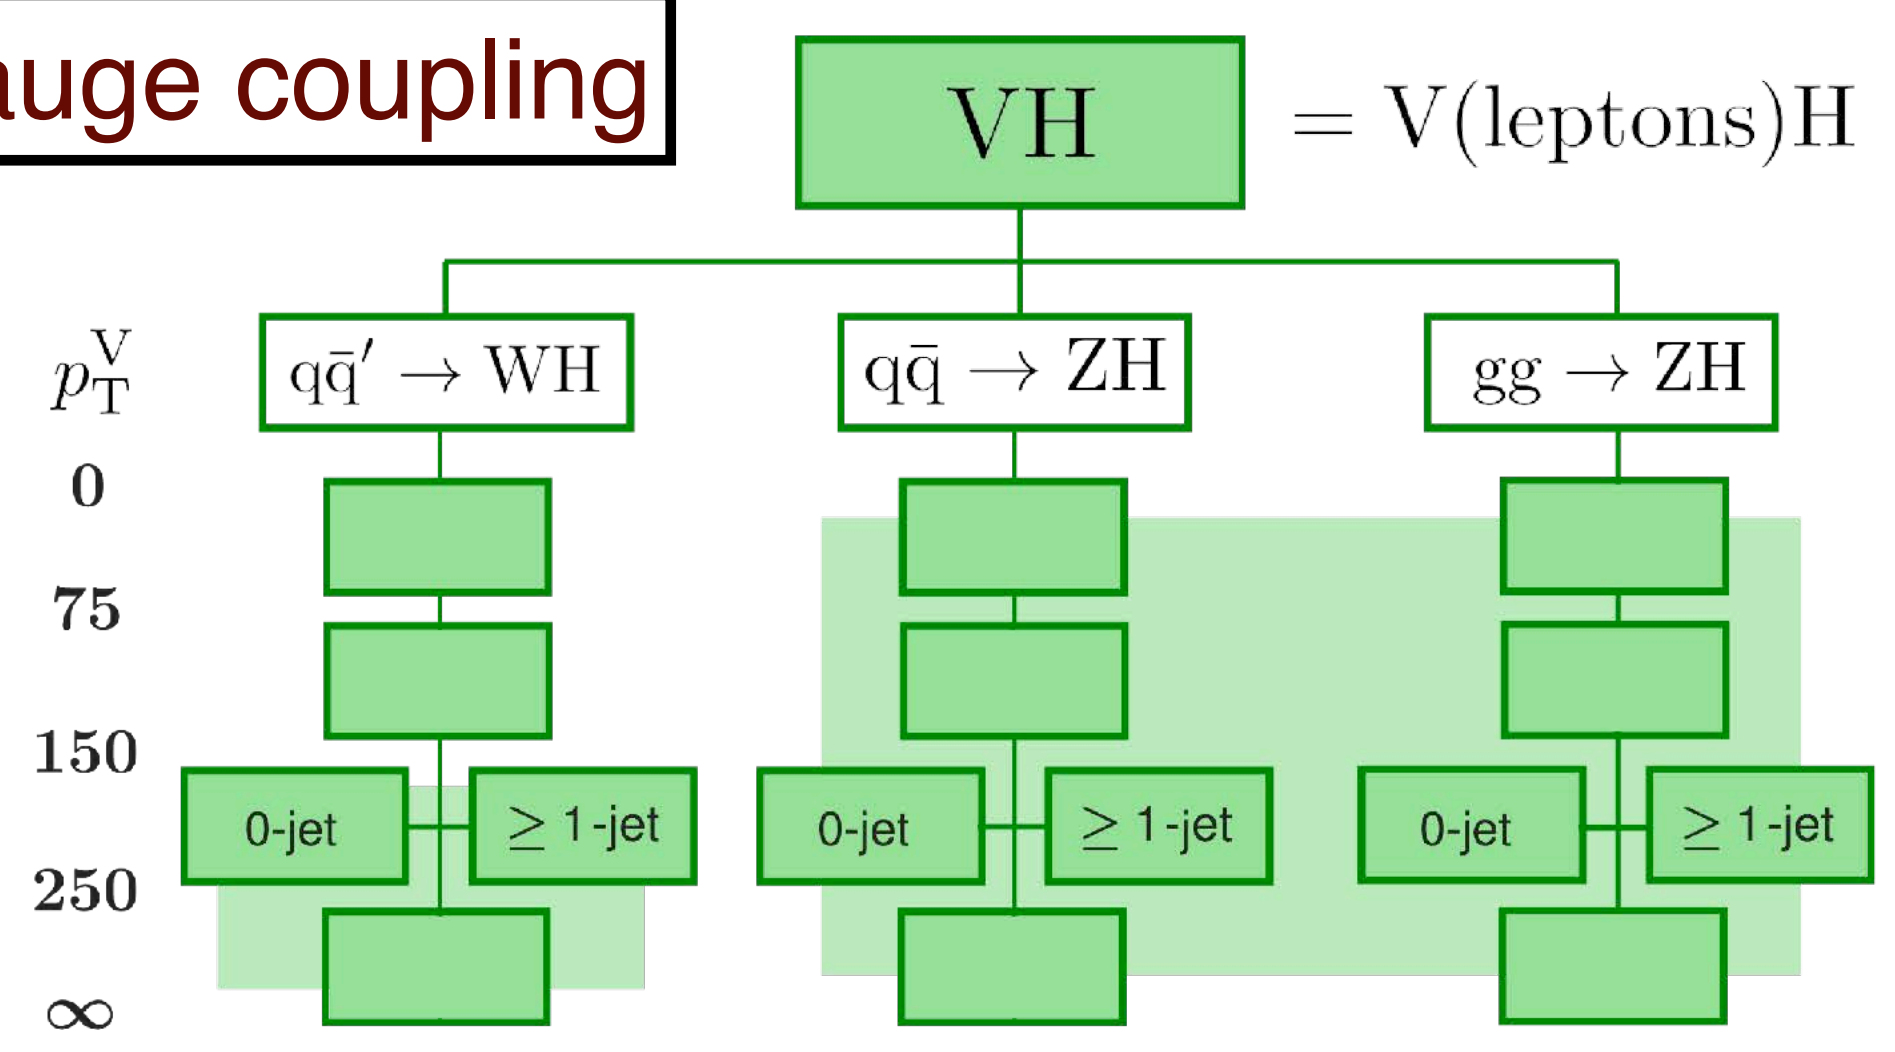 auge coupling
VH
= V(leptons)H
p_T^V
qq̄′ → WH
qq̄ → ZH
gg → ZH
0
75
150
0-jet
≥ 1-jet
0-jet
≥ 1-jet
0-jet
≥ 1-jet
250
∞